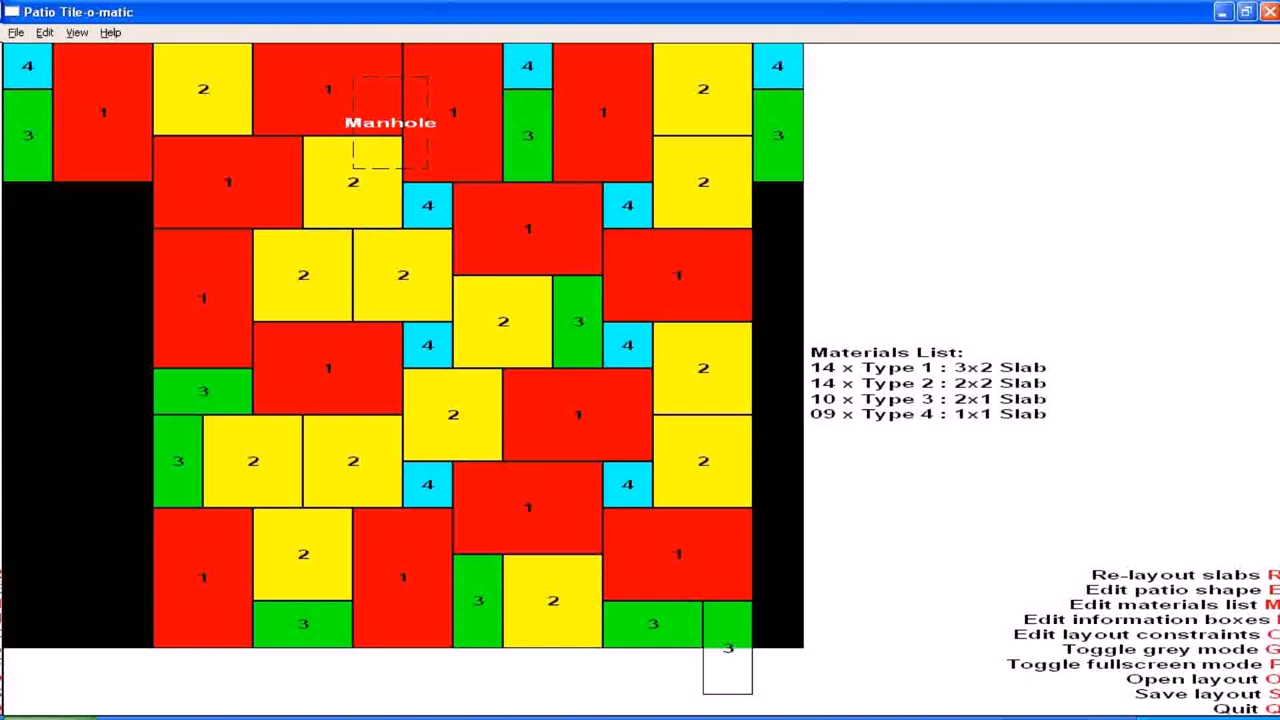 Patio Tile-o-matic
File Edit View Help
4 1 2 1 1 4 1 2 4
3 Manhole 3 3
1 2 4 4 2
1 2 2 1 1
2 3
1 4 4 2
3 2 1
3 2 2 4 4 2
1 2 1 1 1
3 3 2 3 3
Materials List:
14 x Type 1 : 3x2 Slab
14 x Type 2 : 2x2 Slab
10 x Type 3 : 2x1 Slab
09 x Type 4 : 1x1 Slab
Re-layout slabs R
Edit patio shape E
Edit materials list M
Edit information boxes
Edit layout constraints C
Toggle grey mode G
Toggle fullscreen mode F
Open layout O
Save layout S
Quit Q